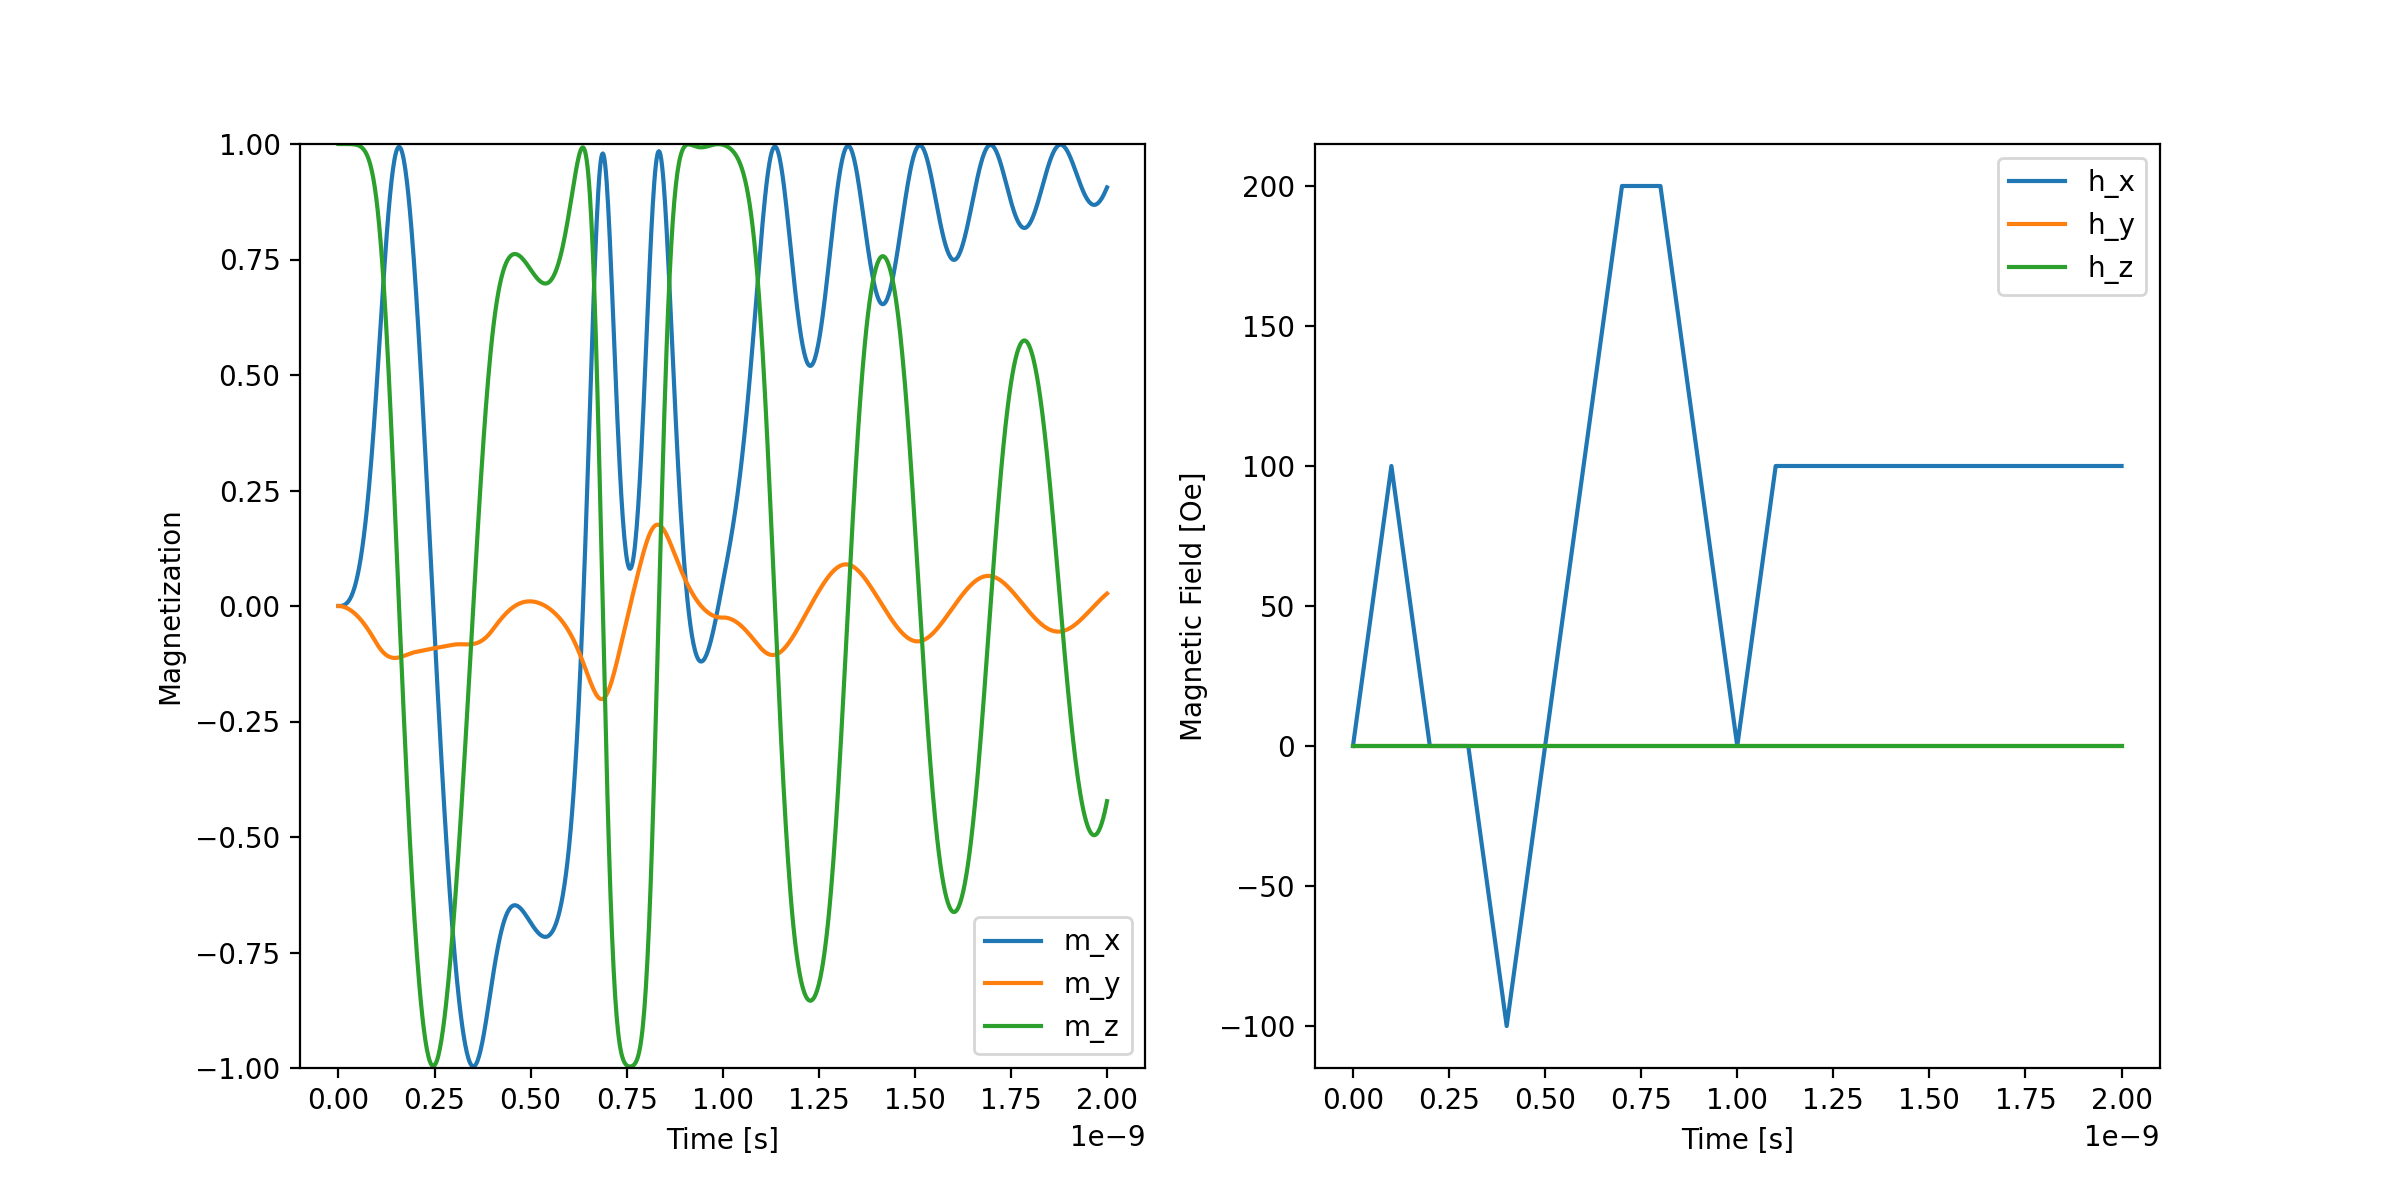 1.00
0.75
0.50
0.25
0.00
−0.25
−0.50
−0.75
−1.00
Magnetization
0.00 0.25 0.50 0.75 1.00 1.25 1.50 1.75 2.00
Time [s]
1e−9
m_x
m_y
m_z
200
150
100
50
0
−50
−100
Magnetic Field [Oe]
0.00 0.25 0.50 0.75 1.00 1.25 1.50 1.75 2.00
Time [s]
1e−9
h_x
h_y
h_z